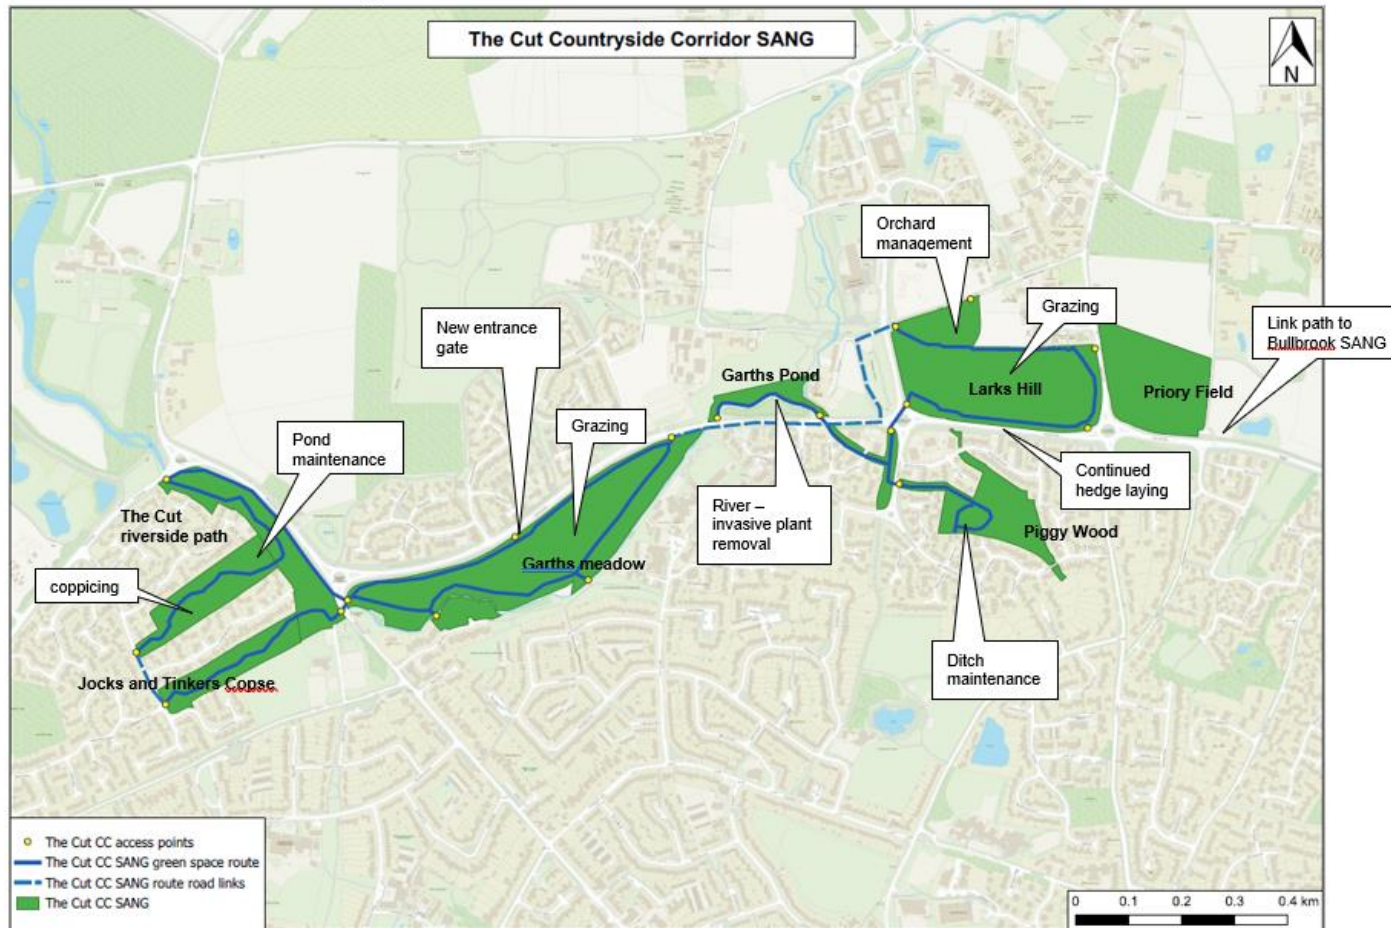 The Cut Countryside Corridor SANG
N
Orchard
management
Grazing
Link path to
Bullbrook SANG
New entrance
gate
Garths Pond
Larks Hill
Priory Field
Grazing
Pond
maintenance
Continued
hedge laying
River –
invasive plant
removal
The Cut
riverside path
Piggy Wood
Garths meadow
coppicing
Ditch
maintenance
Jocks and Tinkers Copse
The Cut CC access points
The Cut CC SANG green space route
The Cut CC SANG route road links
The Cut CC SANG
0 0.1 0.2 0.3 0.4 km